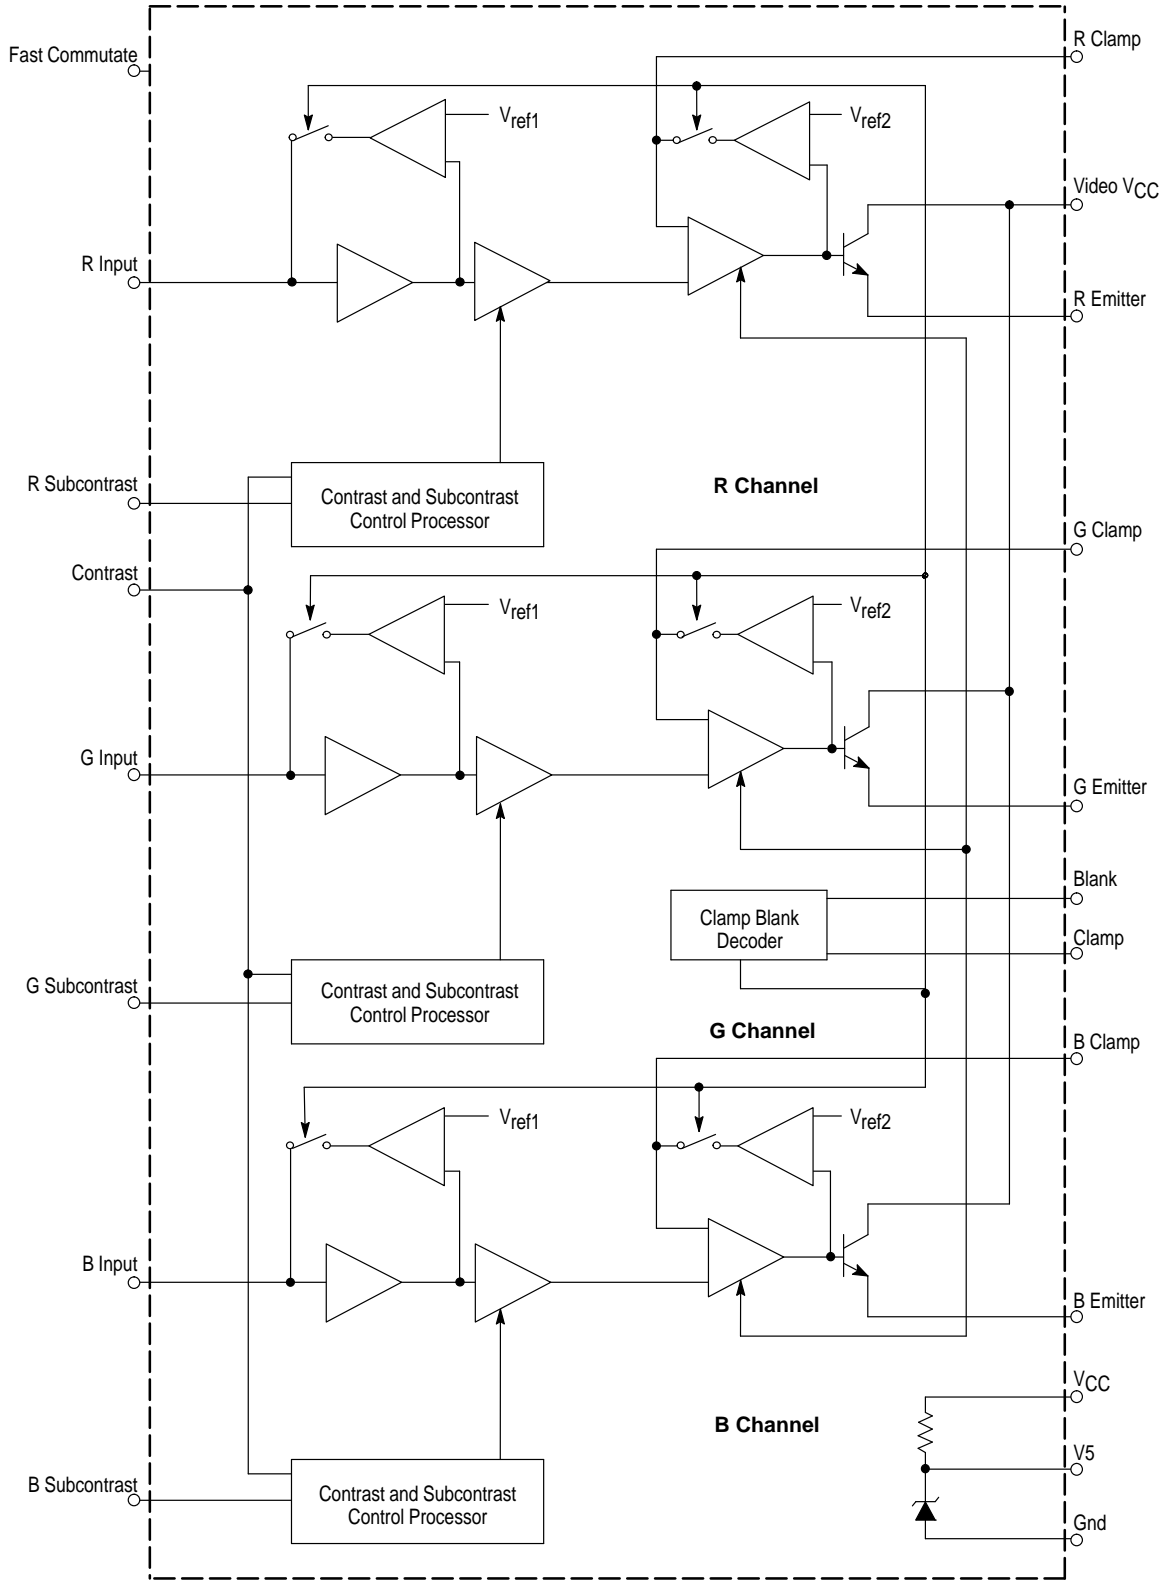 Fast Commutate
R Clamp
Vref1
Vref2
Video VCC
R Input
R Emitter
R Subcontrast
Contrast and Subcontrast
Control Processor
R Channel
G Clamp
Contrast
Vref1
Vref2
G Input
G Emitter
Blank
Clamp Blank
Decoder
Clamp
G Subcontrast
Contrast and Subcontrast
Control Processor
G Channel
B Clamp
Vref1
Vref2
B Input
B Emitter
VCC
B Channel
V5
B Subcontrast
Contrast and Subcontrast
Control Processor
Gnd